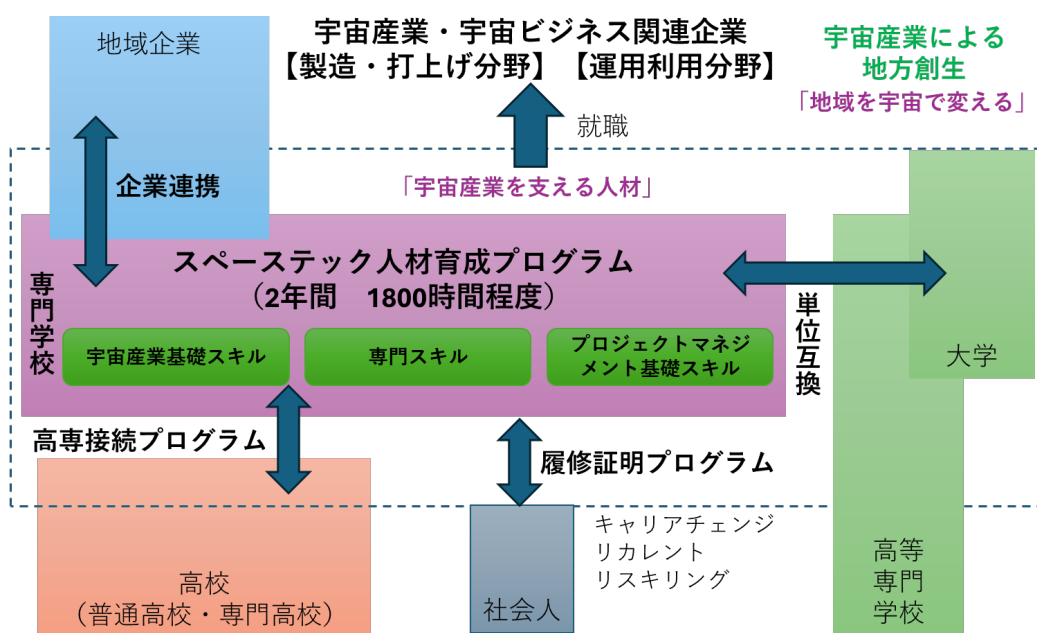 地域企業
宇宙産業・宇宙ビジネス関連企業
【製造・打上げ分野】【運用利用分野】
宇宙産業による
地方創生
「地域を宇宙で変える」
就職
企業連携
「宇宙産業を支える人材」
専門学校
スペーステック人材育成プログラム
(2年間 1800時間程度)
宇宙産業基礎スキル
専門スキル
プロジェクトマネジ
メント基礎スキル
単位互換
大学
高専接続プログラム
履修証明プログラム
キャリアチェンジ
リカレント
リスキリング
高校
(普通高校・専門高校)
社会人
高等
専門
学校